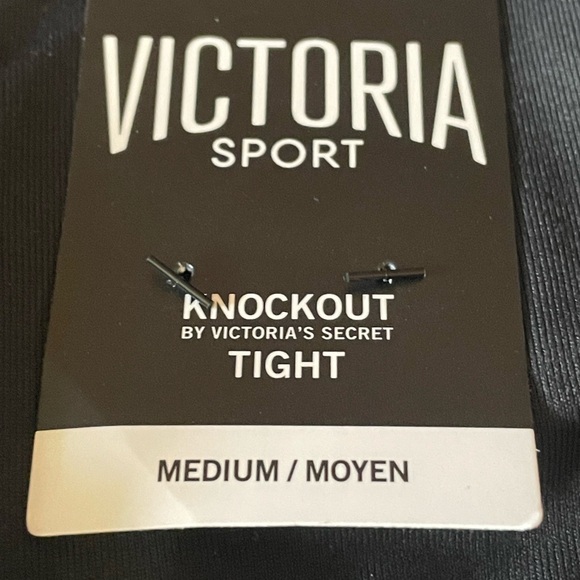 VICTORIA
SPORT
KNOCKOUT
BY VICTORIA'S SECRET
TIGHT
MEDIUM / MOYEN